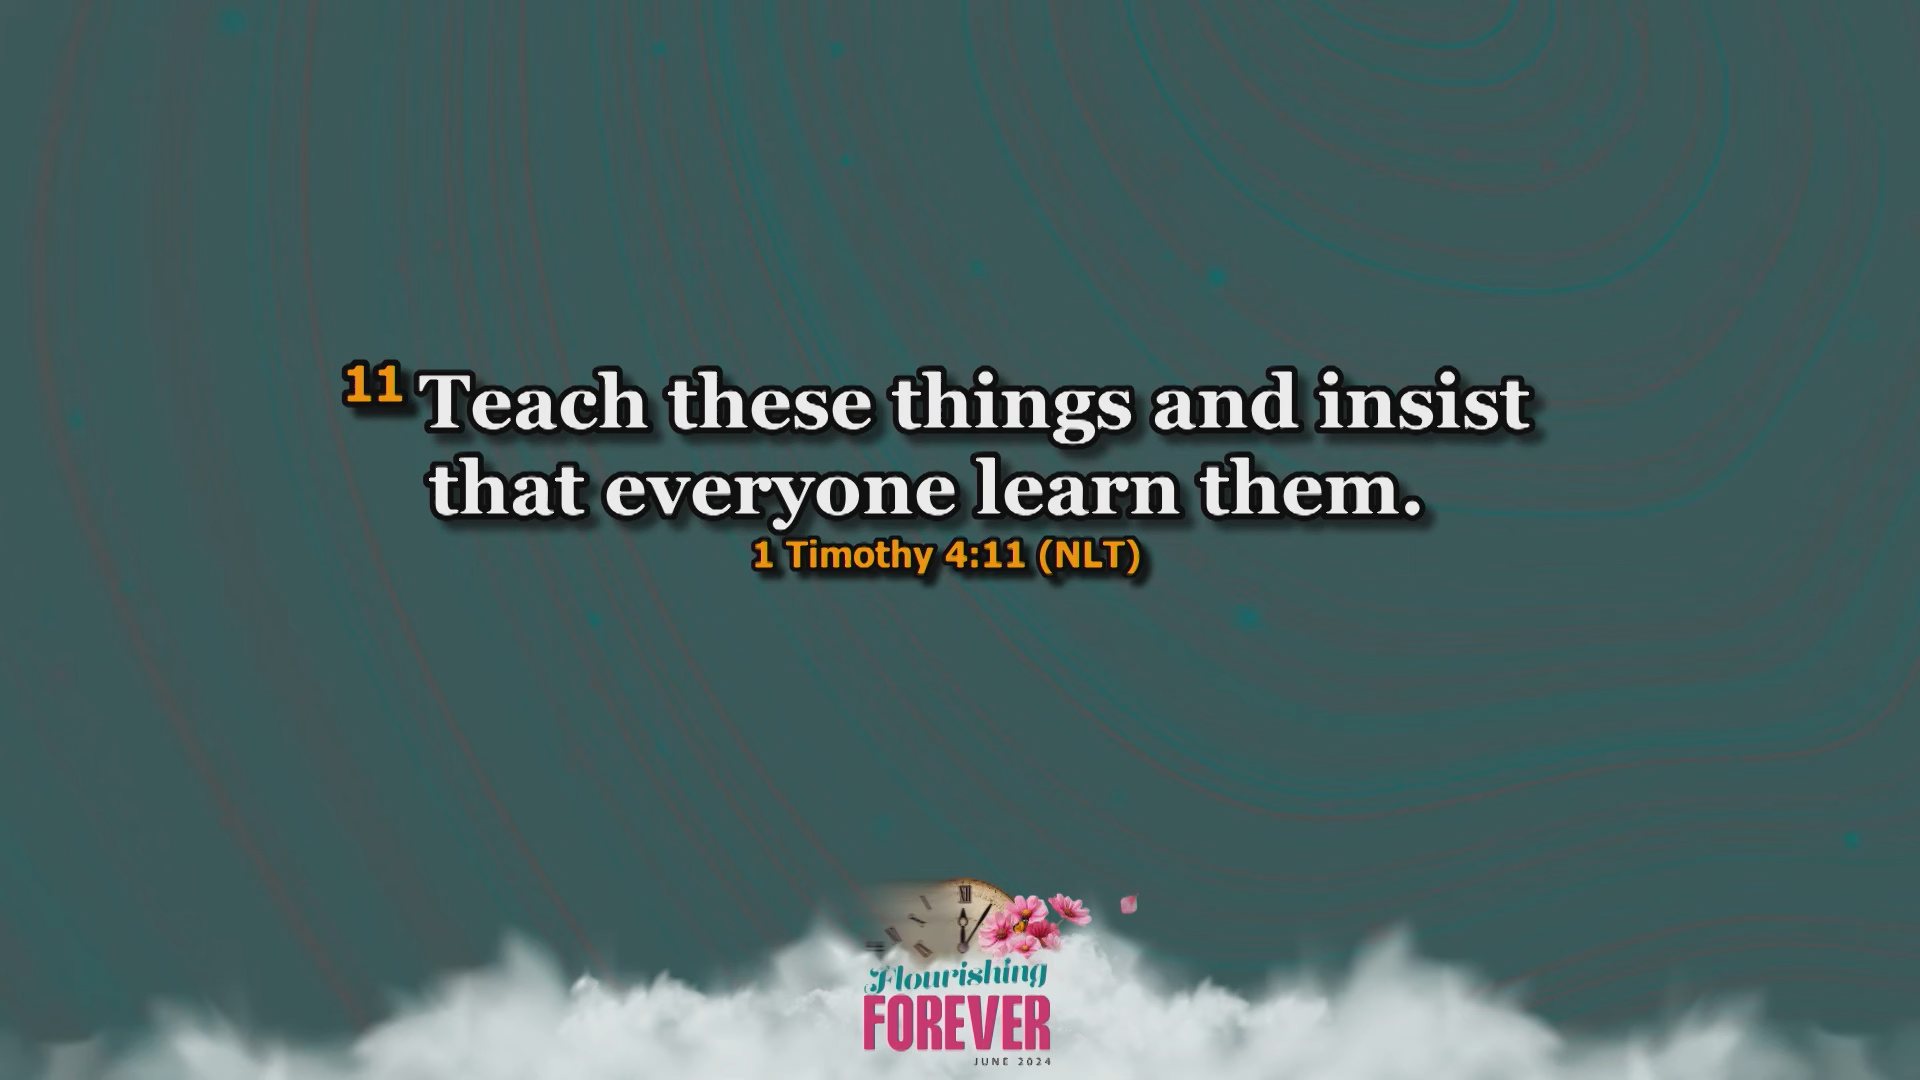 11 Teach these things and insist
that everyone learn them.
1 Timothy 4:11 (NLT)
XII
Flourishing
FOREVER
JUNE 2024